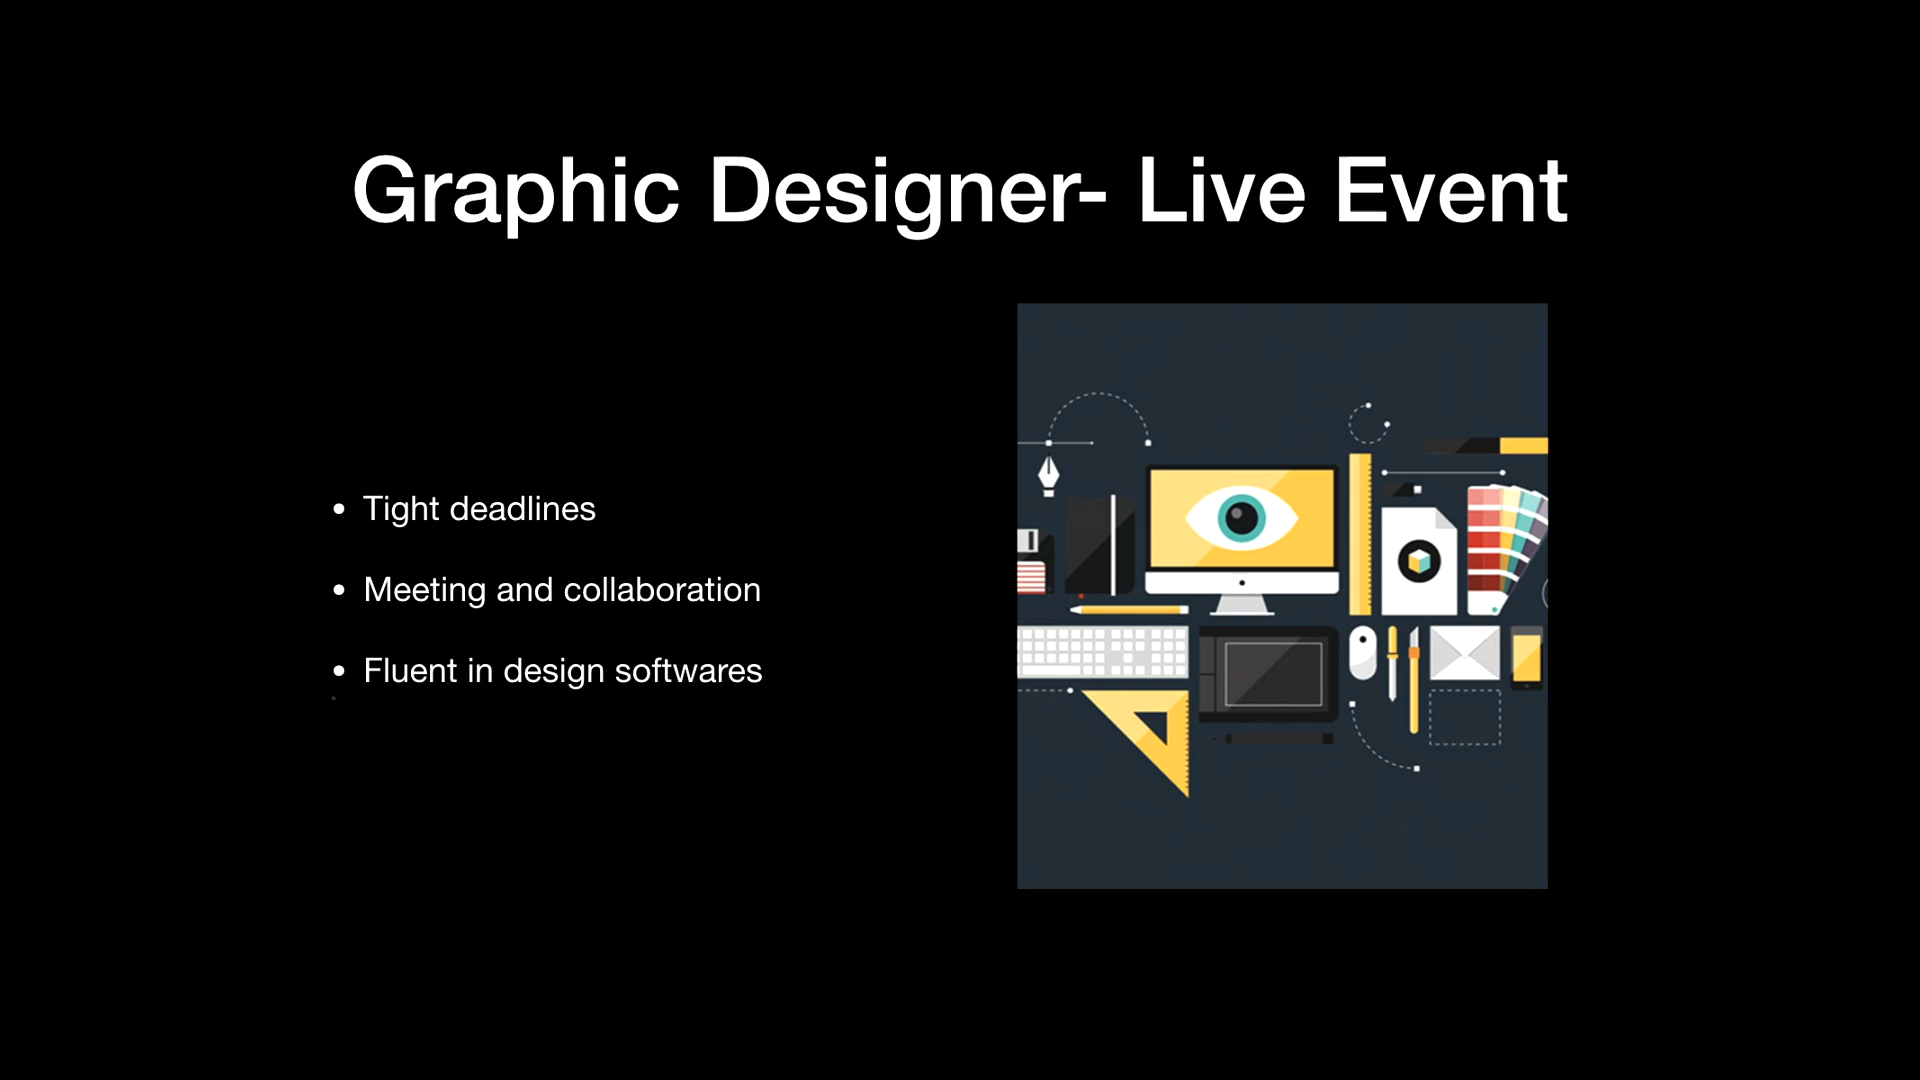 Graphic Designer- Live Event
• Tight deadlines
• Meeting and collaboration
• Fluent in design softwares